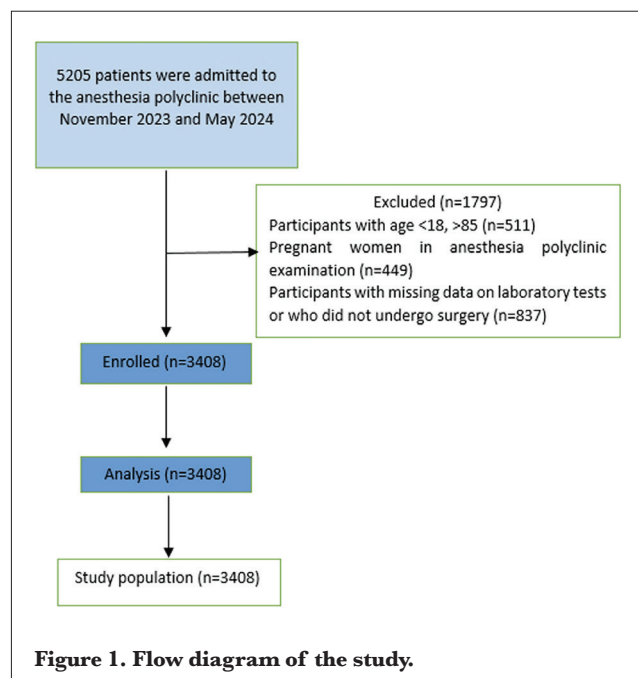 5205 patients were admitted to
the anesthesia polyclinic between
November 2023 and May 2024
Excluded (n=1797)
Participants with age <18, >85 (n=511)
Pregnant women in anesthesia polyclinic
examination (n=449)
Participants with missing data on laboratory tests
or who did not undergo surgery (n=837)
Enrolled (n=3408)
Analysis (n=3408)
Study population (n=3408)
Figure 1. Flow diagram of the study.